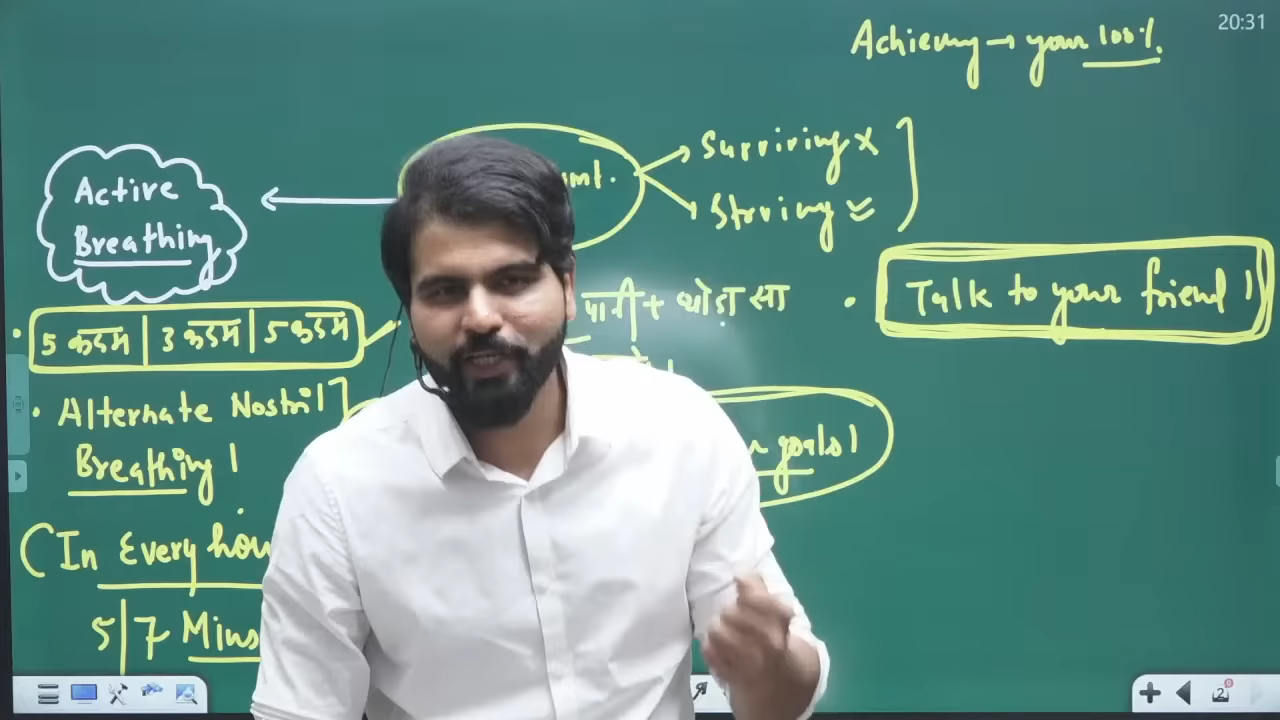 20:31
Achieving → your 100%
Surviving ×
Striving
Active
Breathing
पानी + थोड़ा सा
Talk to your friend !
5 कदम | 3 कदम | 5 कदम
Alternate Nostril
Breathing !
goals !
(In Every hou
5/7 Mins